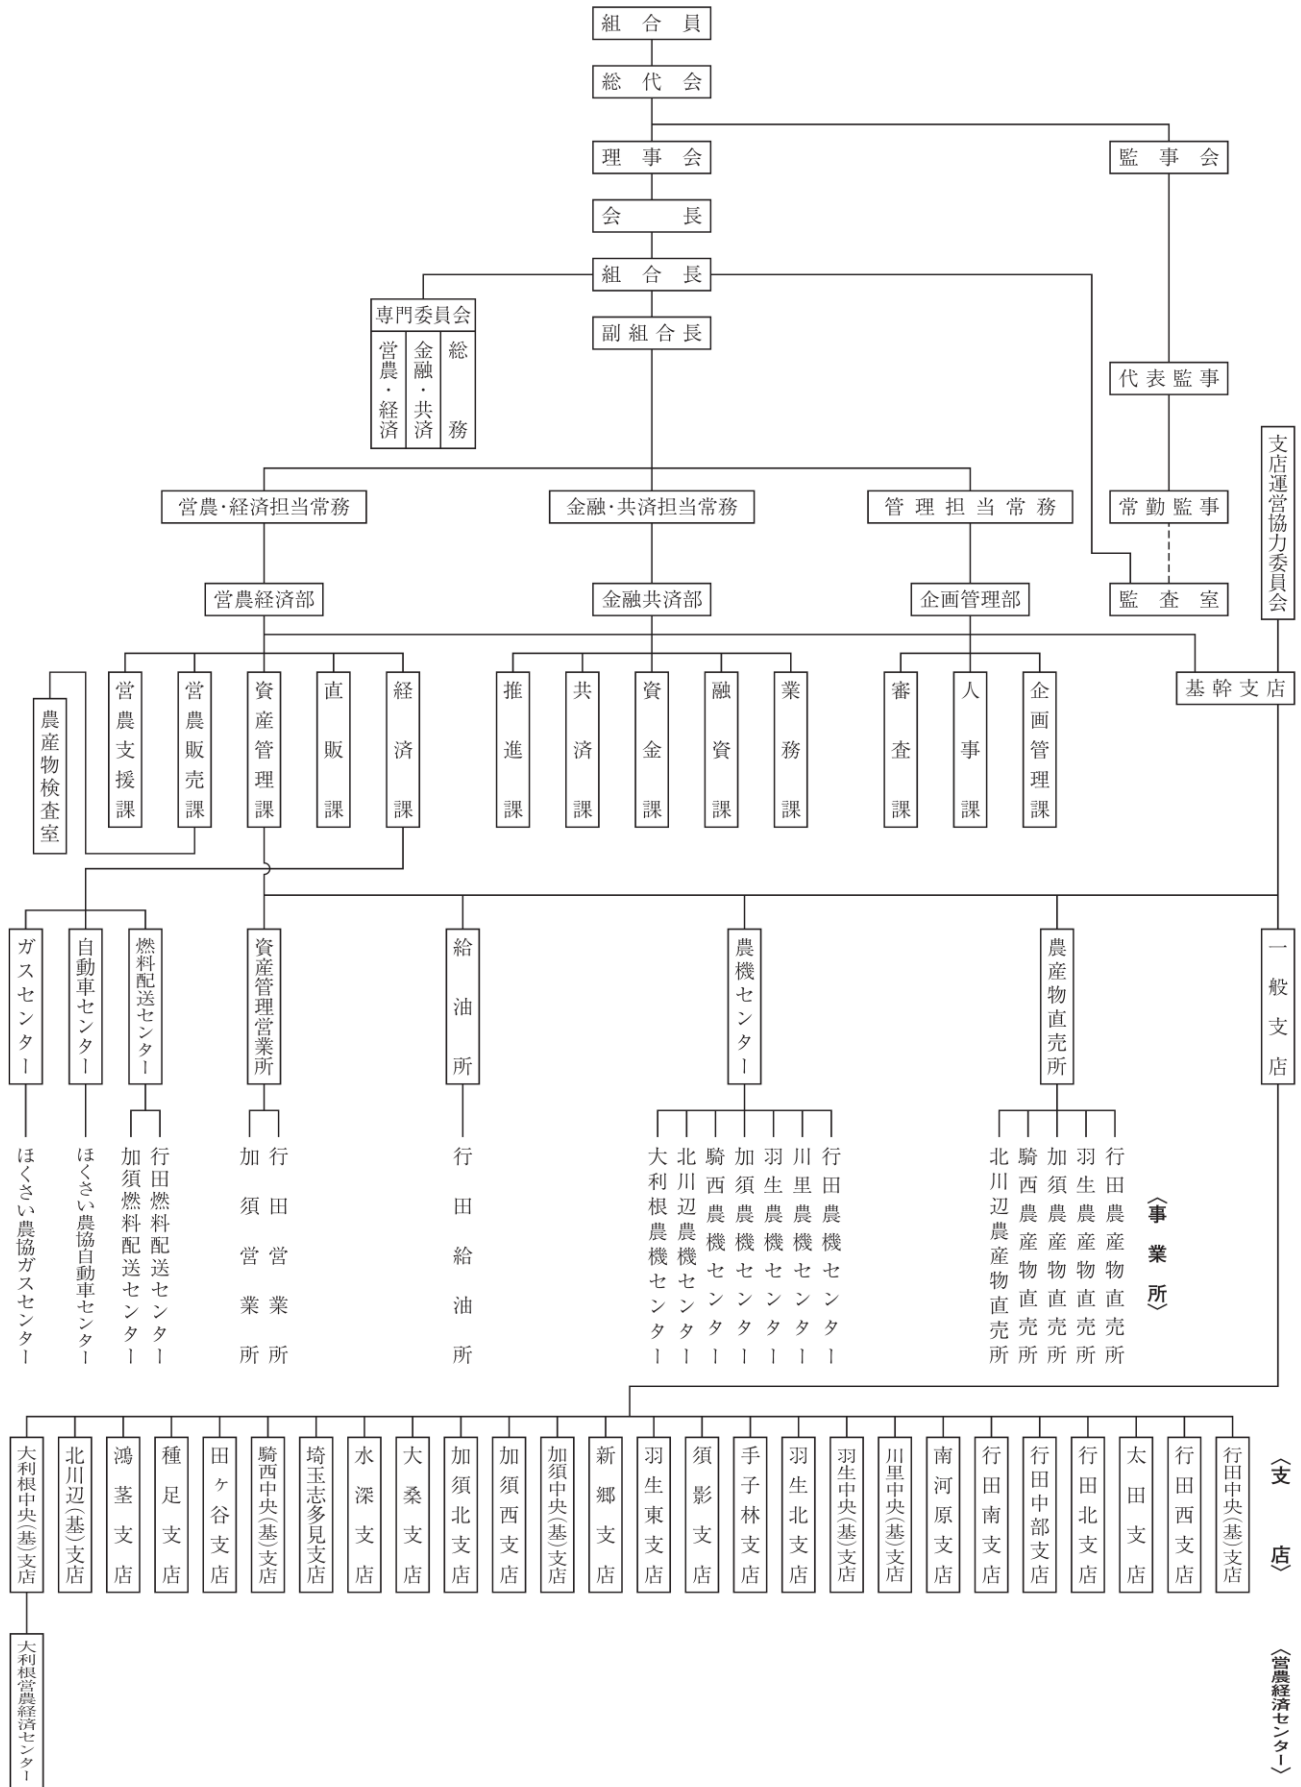 組合員
総代会
理事会
監事会
会長
組合長
専門委員会
総務
金融・共済
営農・経済
副組合長
代表監事
支店運営協力委員会
営農・経済担当常務
金融・共済担当常務
管理担当常務
常勤監事
営農経済部
金融共済部
企画管理部
監査室
基幹支店
企画管理課
人事課
審査課
業務課
融資課
資金課
共済課
推進課
経済課
直販課
資産管理課
営農販売課
営農支援課
農産物検査室
一般支店
農産物直売所
農機センター
給油所
資産管理営業所
燃料配送センター
自動車センター
ガスセンター
〈事業所〉
行田農産物直売所
羽生農産物直売所
加須農産物直売所
騎西農産物直売所
北川辺農産物直売所
行田農機センター
川里農機センター
羽生農機センター
加須農機センター
騎西農機センター
北川辺農機センター
大利根農機センター
行田給油所
行田営業所
加須営業所
行田燃料配送センター
加須燃料配送センター
ほくさい農協自動車センター
ほくさい農協ガスセンター
〈支店〉
行田中央(基)支店
行田西支店
太田支店
行田北支店
行田中部支店
行田南支店
南河原支店
川里中央(基)支店
羽生中央(基)支店
羽生北支店
手子林支店
須影支店
羽生東支店
新郷支店
加須中央(基)支店
加須西支店
加須北支店
大桑支店
水深支店
埼玉志多見支店
騎西中央(基)支店
田ヶ谷支店
種足支店
鴻茎支店
北川辺(基)支店
大利根中央(基)支店
〈営農経済センター〉
大利根営農経済センター